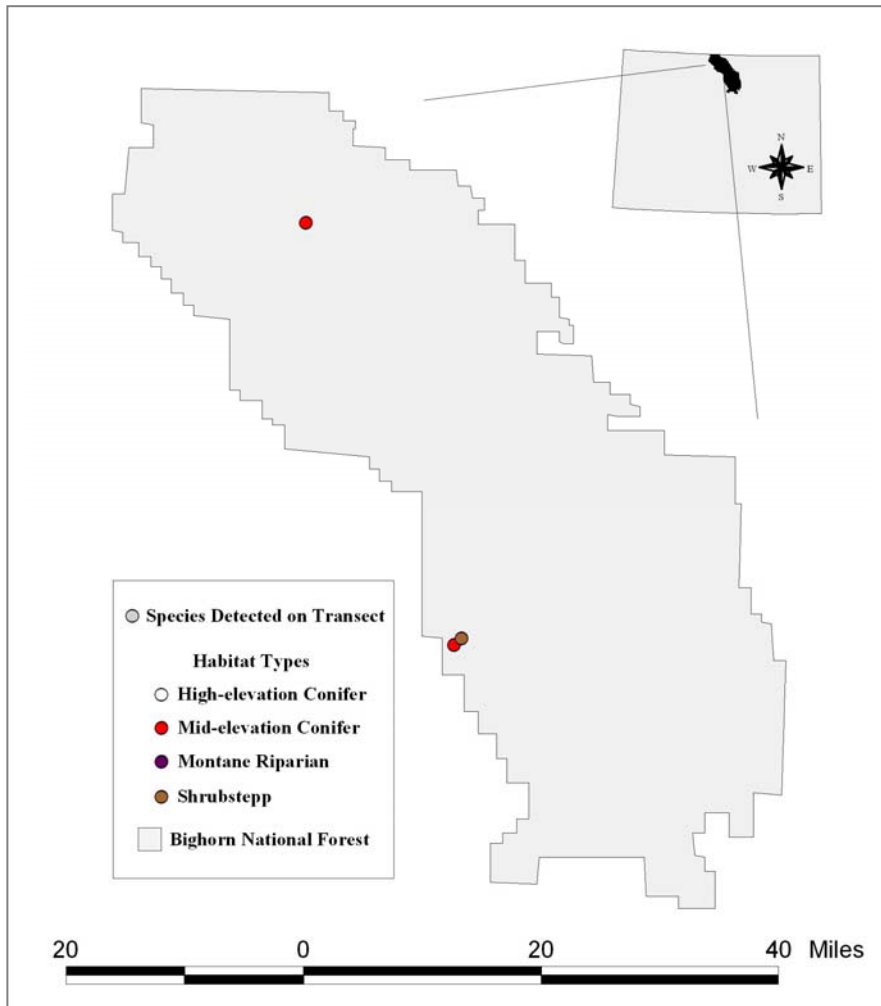 N
W E
S
Species Detected on Transect
Habitat Types
High-elevation Conifer
Mid-elevation Conifer
Montane Riparian
Shrubstepp
Bighorn National Forest
20 0 20 40 Miles